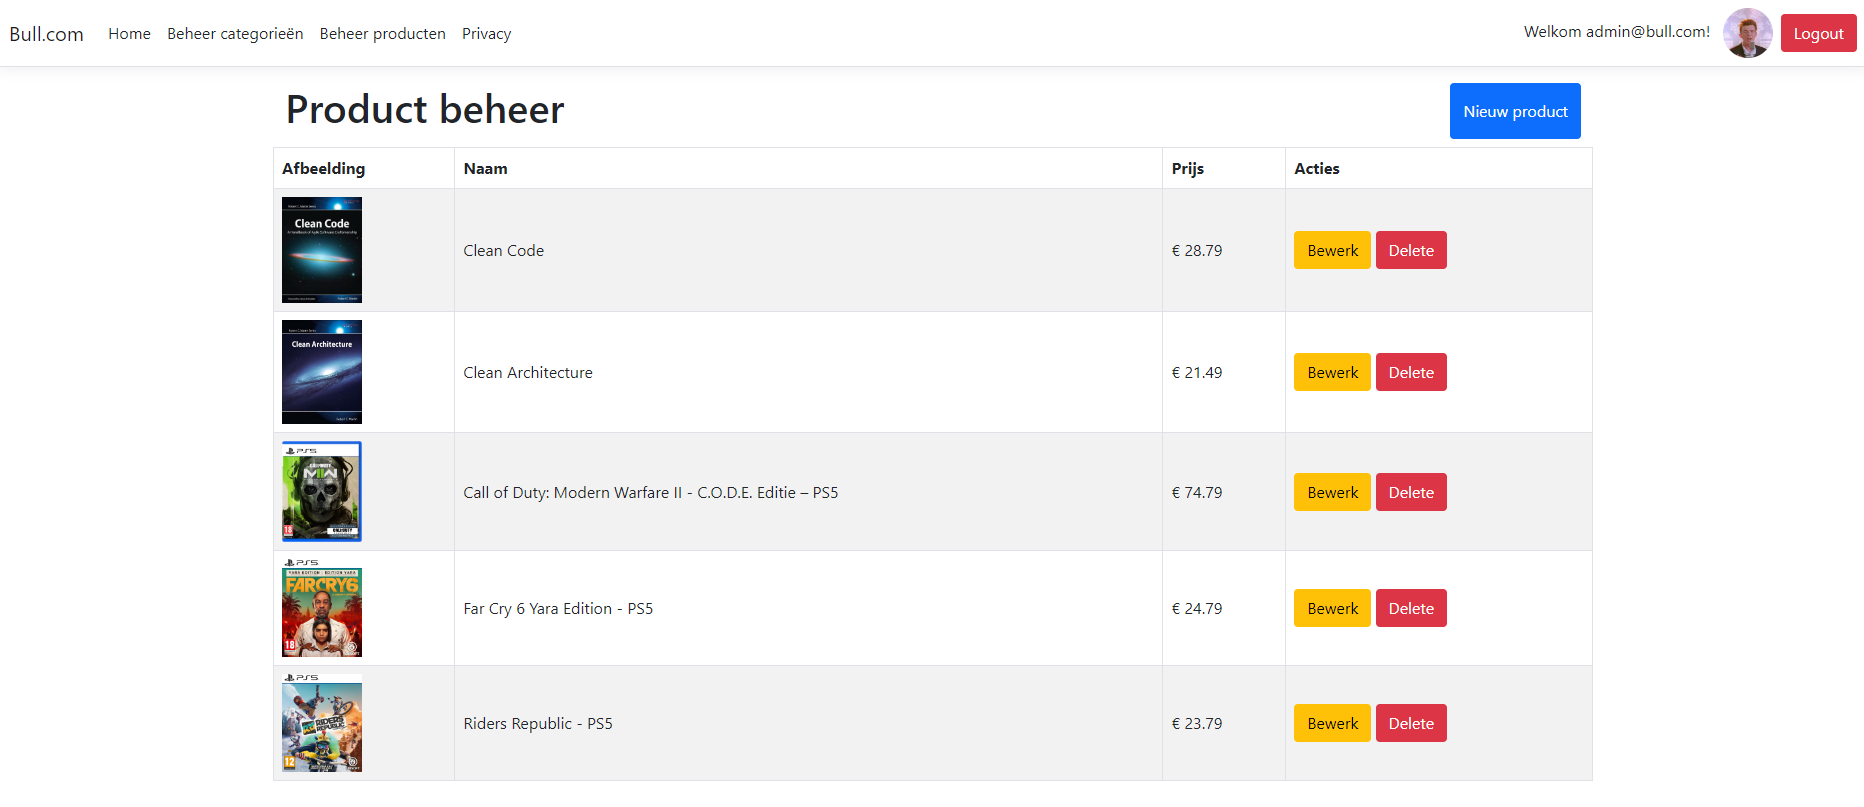 Bull.com Home Beheer categorieën Beheer producten Privacy Welkom admin@bull.com! Logout
Product beheer Nieuw product
Afbeelding Naam Prijs Acties
Clean Code
Clean Code € 28.79 Bewerk Delete
Clean Architecture
Clean Architecture € 21.49 Bewerk Delete
PS5
MWII
18
Call of Duty: Modern Warfare II - C.O.D.E. Editie – PS5 € 74.79 Bewerk Delete
PS5
YARA EDITION
FARCRY6
18
Far Cry 6 Yara Edition - PS5 € 24.79 Bewerk Delete
PS5
RIDERS
REPUBLIC
12
Riders Republic - PS5 € 23.79 Bewerk Delete